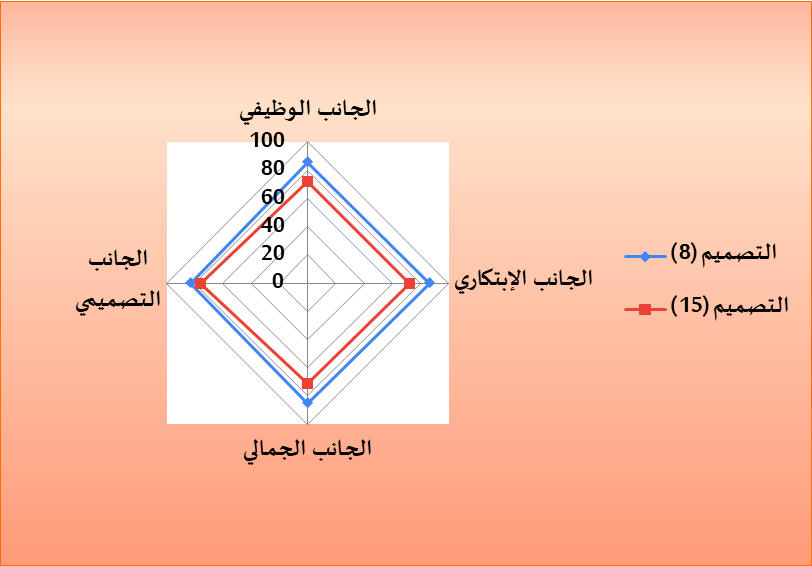 الجانب الوظيفي
100
80
60
40
20
0
الجانب الإبتكاري
الجانب الجمالي
الجانب
التصميمي
التصميم (8)
التصميم (15)